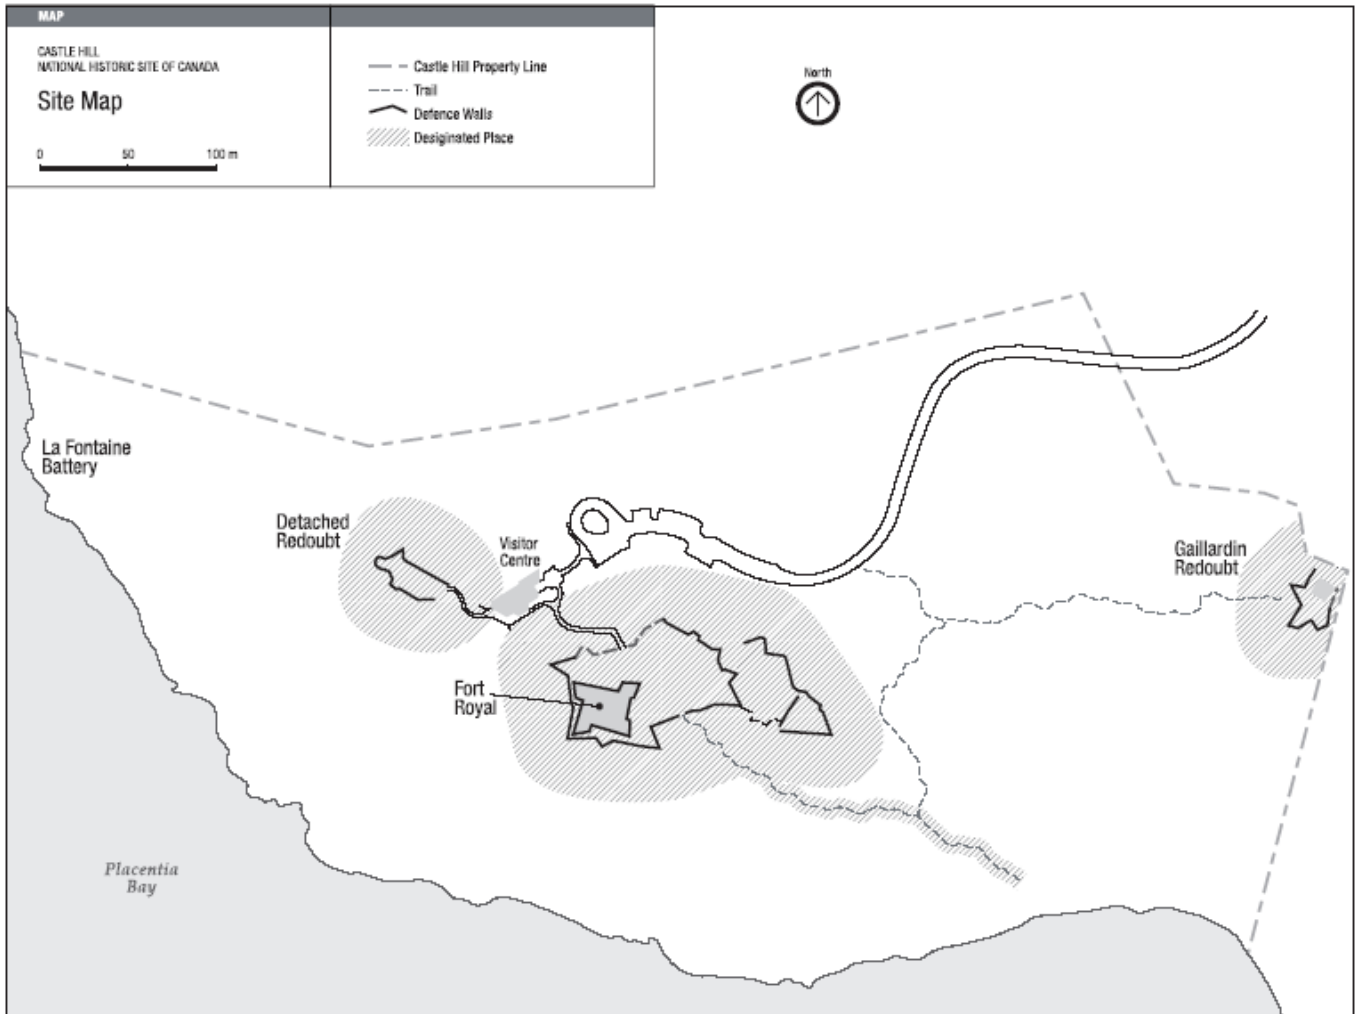 MAP
CASTLE HILL
NATIONAL HISTORIC SITE OF CANADA
Site Map
0 50 100 m
Castle Hill Property Line
Trail
Defence Walls
Desiginated Place
North
La Fontaine
Battery
Detached
Redoubt
Visitor
Centre
Gaillardin
Redoubt
Fort
Royal
Placentia
Bay